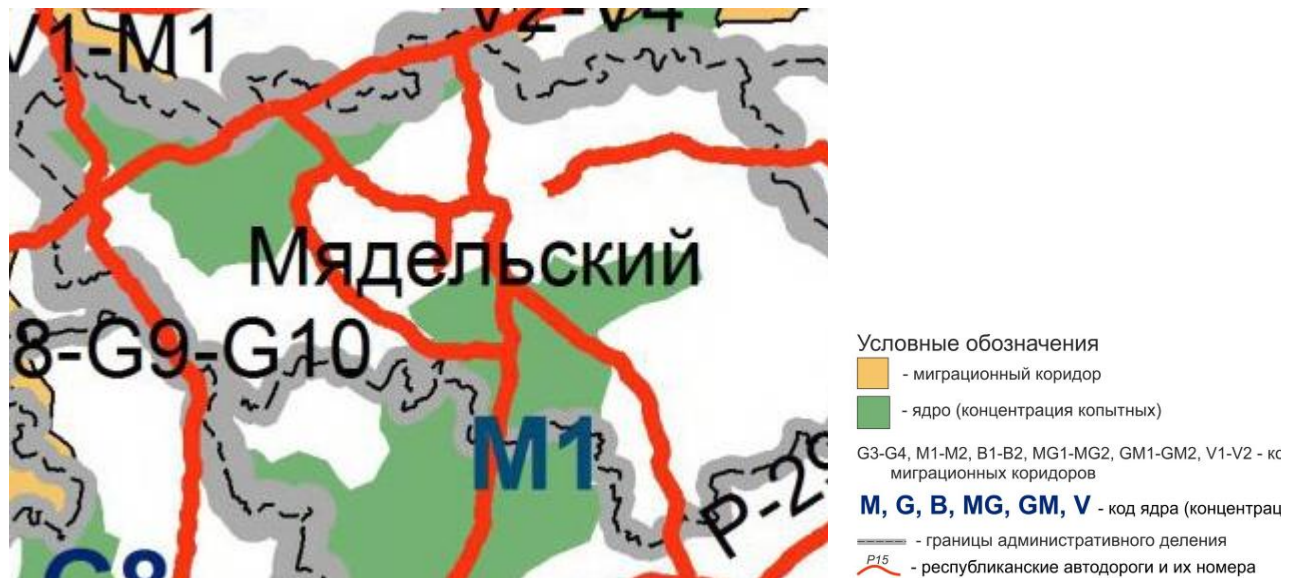 V1-M1
V2-V4
Мядельский
8-G9-G10
M1
P-29
G8
Условные обозначения
- миграционный коридор
- ядро (концентрация копытных)
G3-G4, M1-M2, B1-B2, MG1-MG2, GM1-GM2, V1-V2 - кс
миграционных коридоров
M, G, B, MG, GM, V - код ядра (концентрац
- границы административного деления
P15
- республиканские автодороги и их номера